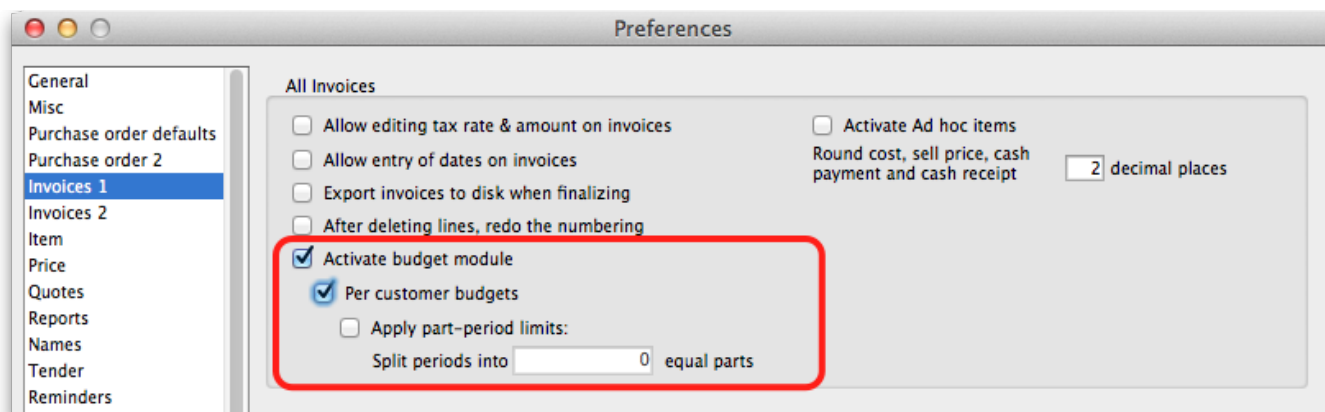 Preferences
General
Misc
Purchase order defaults
Purchase order 2
Invoices 1
Invoices 2
Item
Price
Quotes
Reports
Names
Tender
Reminders
All Invoices
Allow editing tax rate & amount on invoices
Allow entry of dates on invoices
Export invoices to disk when finalizing
After deleting lines, redo the numbering
Activate budget module
Per customer budgets
Apply part-period limits:
Split periods into 0 equal parts
Activate Ad hoc items
Round cost, sell price, cash
payment and cash receipt 2 decimal places